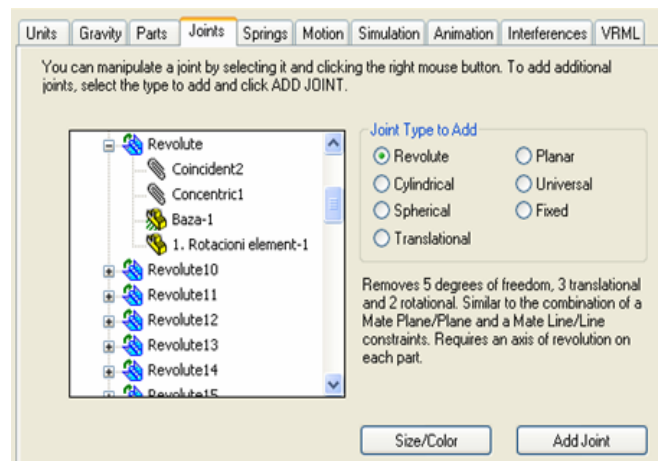 Units Gravity Parts Joints Springs Motion Simulation Animation Interferences VRML
You can manipulate a joint by selecting it and clicking the right mouse button. To add additional
joints, select the type to add and click ADD JOINT.
Revolute
Coincident2
Concentric1
Baza-1
1. Rotacioni element-1
Revolute10
Revolute11
Revolute12
Revolute13
Revolute14
Revolute15
Joint Type to Add
Revolute Planar
Cylindrical Universal
Spherical Fixed
Translational
Removes 5 degrees of freedom, 3 translational
and 2 rotational. Similar to the combination of a
Mate Plane/Plane and a Mate Line/Line
constraints. Requires an axis of revolution on
each part.
Size/Color Add Joint